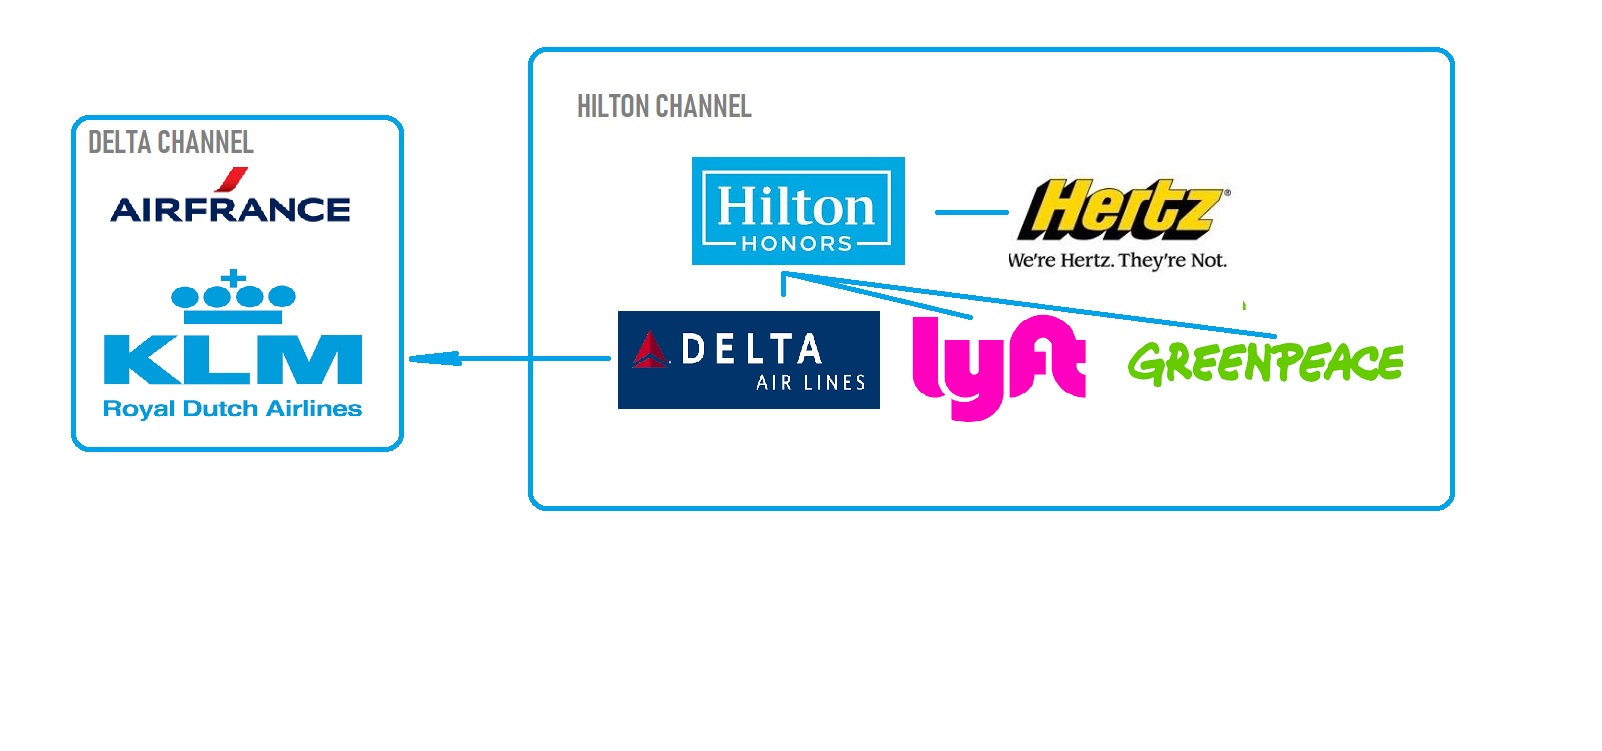 DELTA CHANNEL
AIRFRANCE
KLM
Royal Dutch Airlines
HILTON CHANNEL
Hilton
HONORS
Hertz®
We're Hertz. They're Not.
DELTA
AIR LINES
lyft
GREENPEACE